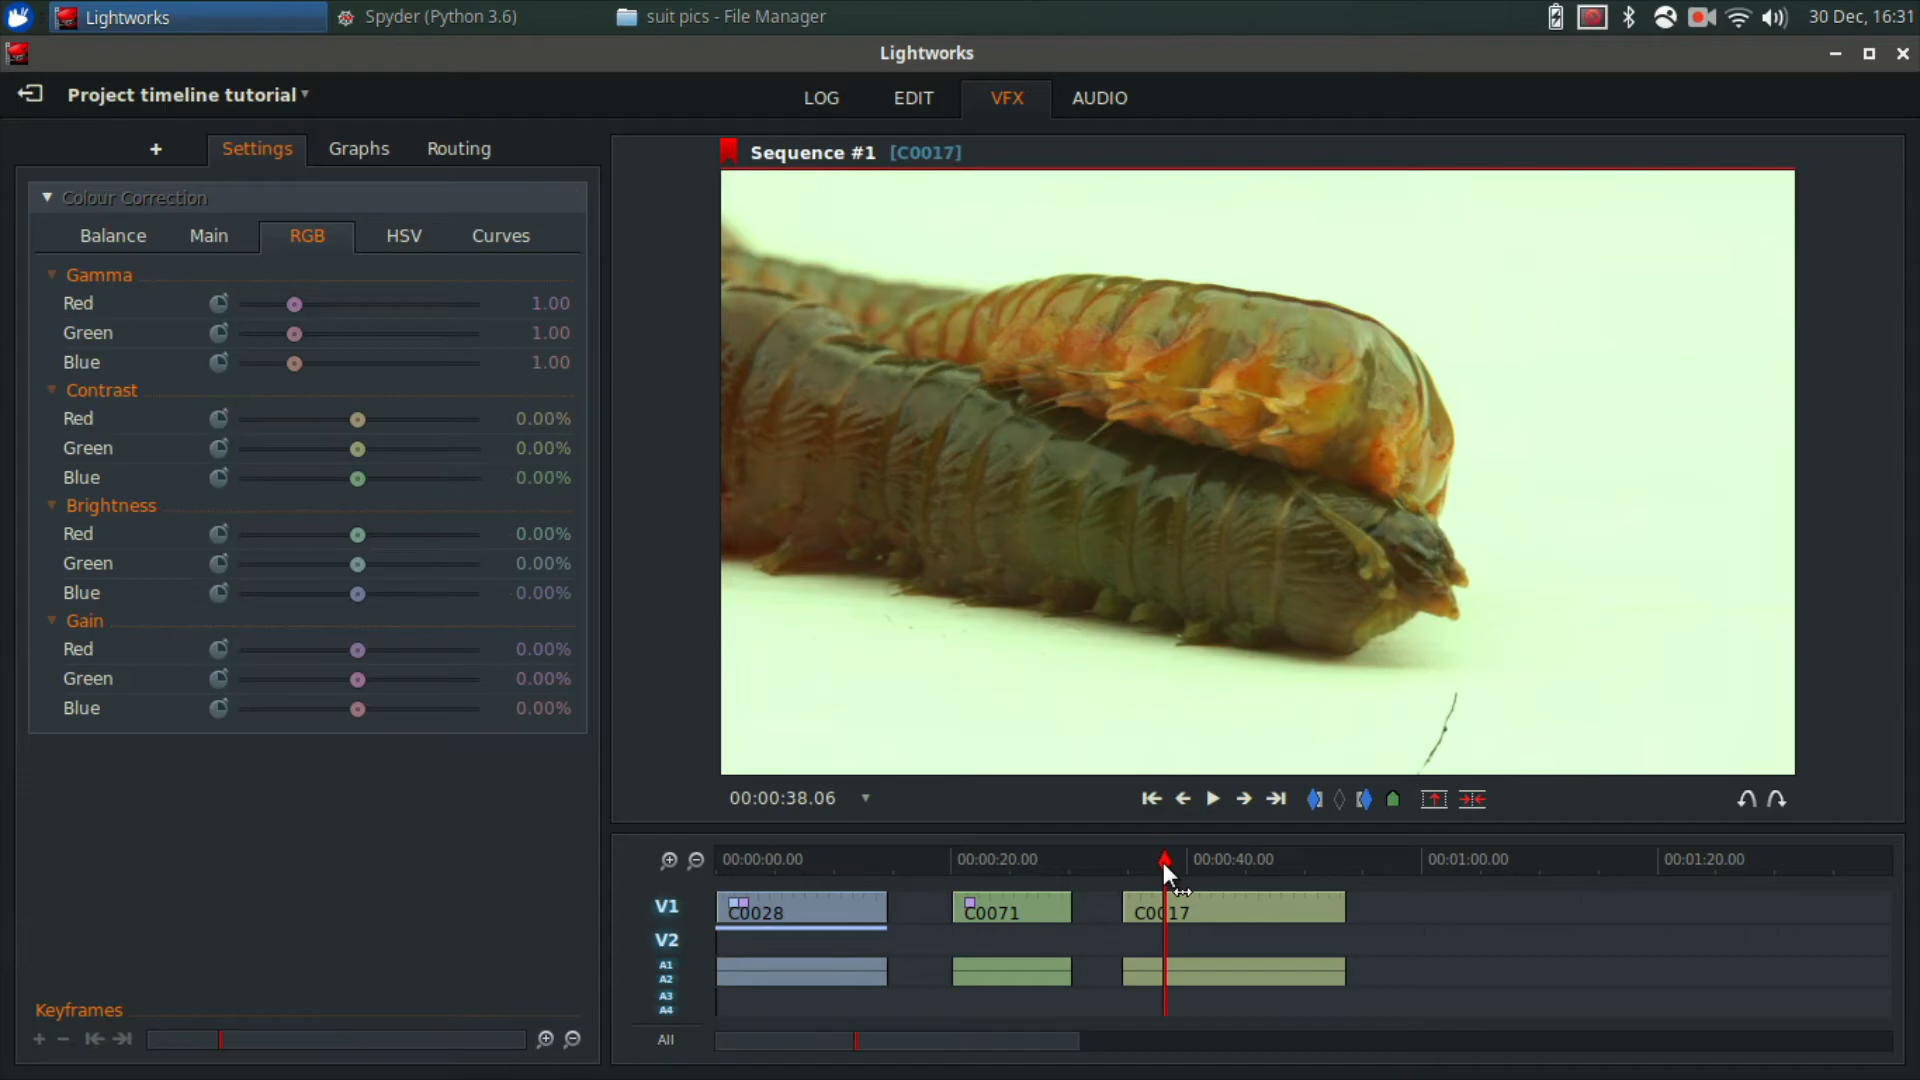 Lightworks
Spyder (Python 3.6)
suit pics - File Manager
30 Dec, 16:31
Lightworks
Project timeline tutorial
LOG
EDIT
VFX
AUDIO
+
Settings
Graphs
Routing
Sequence #1 [C0017]
Colour Correction
Balance
Main
RGB
HSV
Curves
Gamma
Red 1.00
Green 1.00
Blue 1.00
Contrast
Red 0.00%
Green 0.00%
Blue 0.00%
Brightness
Red 0.00%
Green 0.00%
Blue 0.00%
Gain
Red 0.00%
Green 0.00%
Blue 0.00%
00:00:38.06
00:00:00.00
00:00:20.00
00:00:40.00
00:01:00.00
00:01:20.00
V1
C0028
C0071
C0017
V2
A1
A2
A3
A4
All
Keyframes